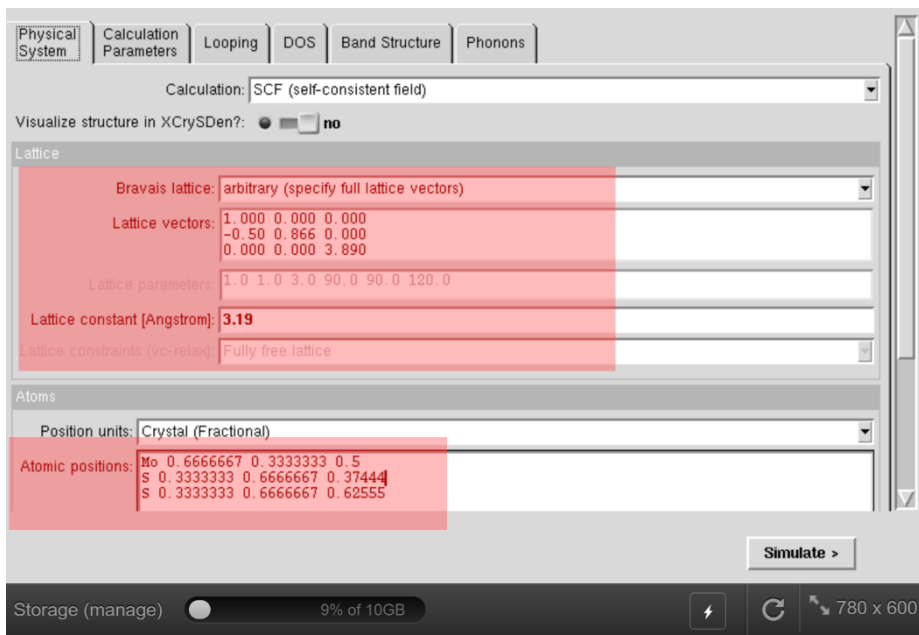 Physical System
Calculation Parameters
Looping
DOS
Band Structure
Phonons
Calculation: SCF (self-consistent field)
Visualize structure in XCrySDen?: no
Lattice
Bravais lattice: arbitrary (specify full lattice vectors)
Lattice vectors: 1.000 0.000 0.000
-0.50 0.866 0.000
0.000 0.000 3.890
Lattice parameters: 1.0 1.0 3.0 90.0 90.0 120.0
Lattice constant [Angstrom]: 3.19
Lattice constraints (vc-relax): Fully free lattice
Atoms
Position units: Crystal (Fractional)
Atomic positions: Mo 0.6666667 0.3333333 0.5
S 0.3333333 0.6666667 0.37444
S 0.3333333 0.6666667 0.62555
Simulate >
Storage (manage) 9% of 10GB 780 x 600